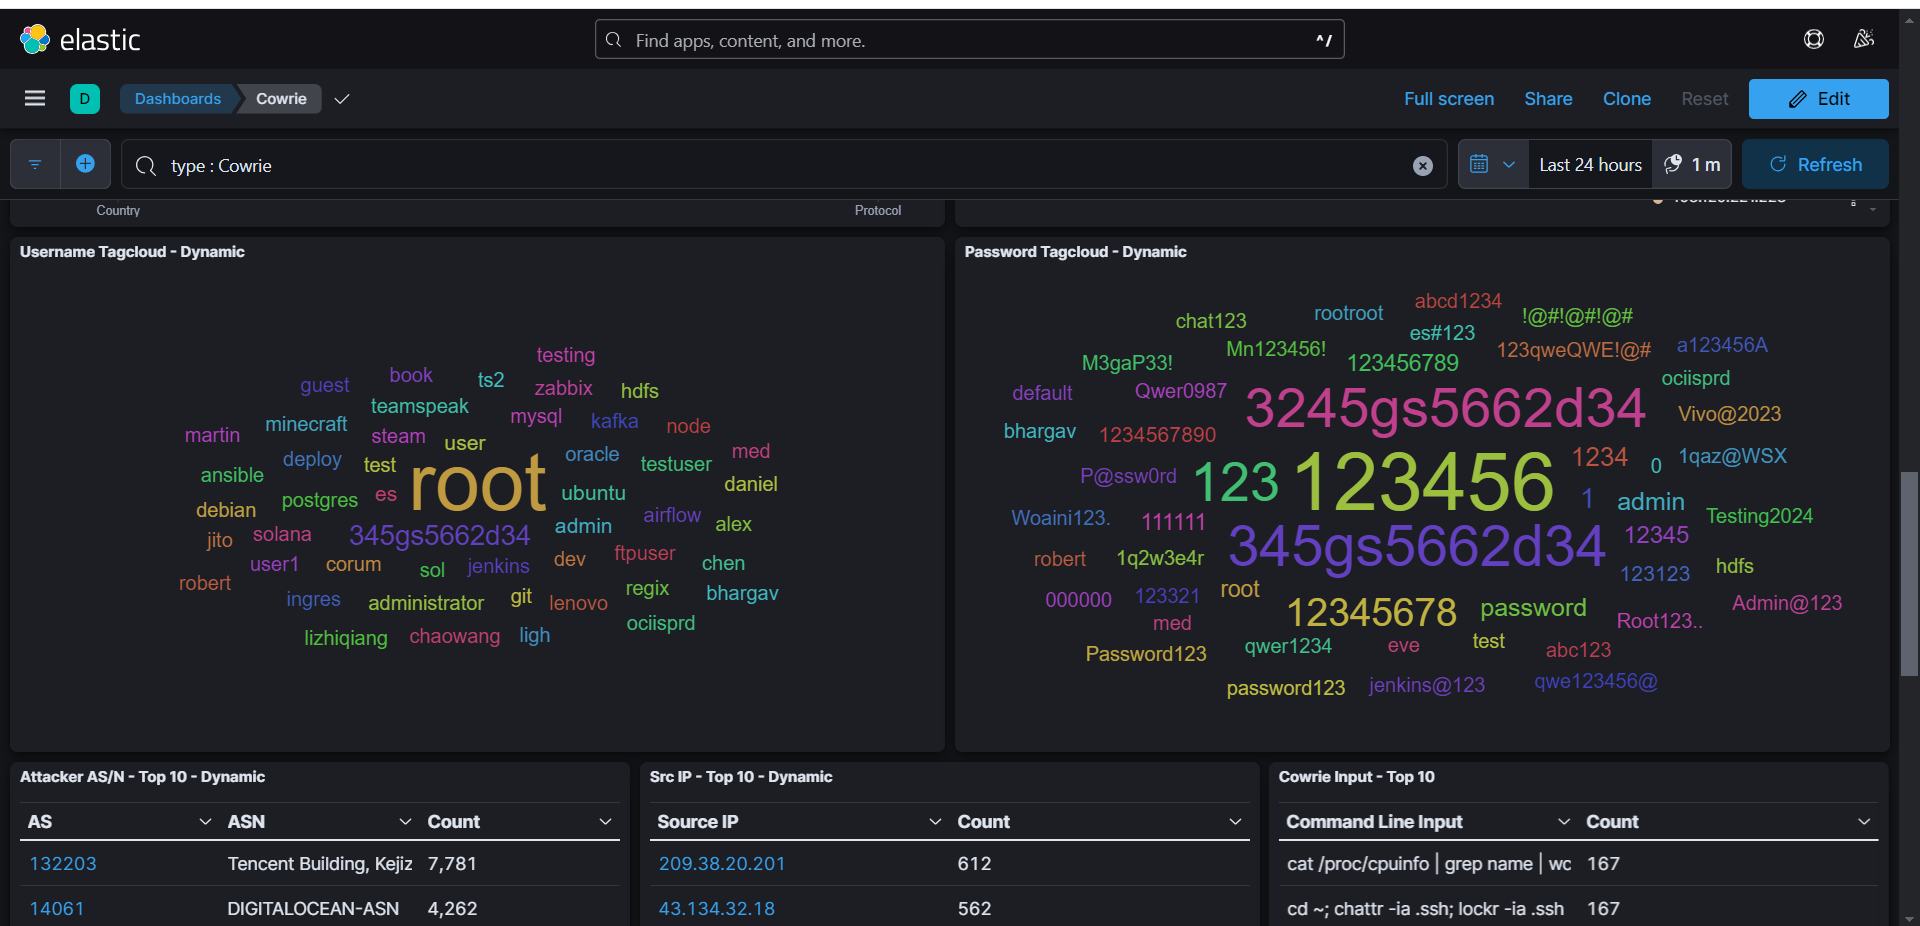 elastic
Find apps, content, and more.
^/
D
Dashboards
Cowrie
Full screen
Share
Clone
Reset
Edit
type : Cowrie
Last 24 hours
1 m
Refresh
Country
Protocol
Username Tagcloud - Dynamic
testing
book
ts2
guest
zabbix
hdfs
teamspeak
mysql
kafka
minecraft
node
martin
steam
user
deploy
test
oracle
testuser
med
ansible
root
daniel
debian
postgres
es
ubuntu
jito
solana
345gs5662d34
admin
airflow
alex
user1
corum
sol
jenkins
dev
ftpuser
chen
robert
ingres
administrator
git
lenovo
regix
bhargav
lizhiqiang
chaowang
ligh
ociisprd
Password Tagcloud - Dynamic
abcd1234
chat123
rootroot
es#123
!@#!@#!@#
M3gaP33!
Mn123456!
123456789
123qweQWE!@#
a123456A
default
Qwer0987
3245gs5662d34
ociisprd
Vivo@2023
bhargav
1234567890
P@ssw0rd
123
123456
1234
0
1qaz@WSX
1
admin
Woaini123.
111111
345gs5662d34
12345
Testing2024
robert
1q2w3e4r
123123
hdfs
000000
123321
root
12345678
password
Root123..
Admin@123
med
Password123
qwer1234
eve
test
abc123
password123
jenkins@123
qwe123456@
Attacker AS/N - Top 10 - Dynamic
AS
ASN
Count
132203
Tencent Building, Kejiz
7,781
14061
DIGITALOCEAN-ASN
4,262
Src IP - Top 10 - Dynamic
Source IP
Count
209.38.20.201
612
43.134.32.18
562
Cowrie Input - Top 10
Command Line Input
Count
cat /proc/cpuinfo | grep name | wc
167
cd ~; chattr -ia .ssh; lockr -ia .ssh
167